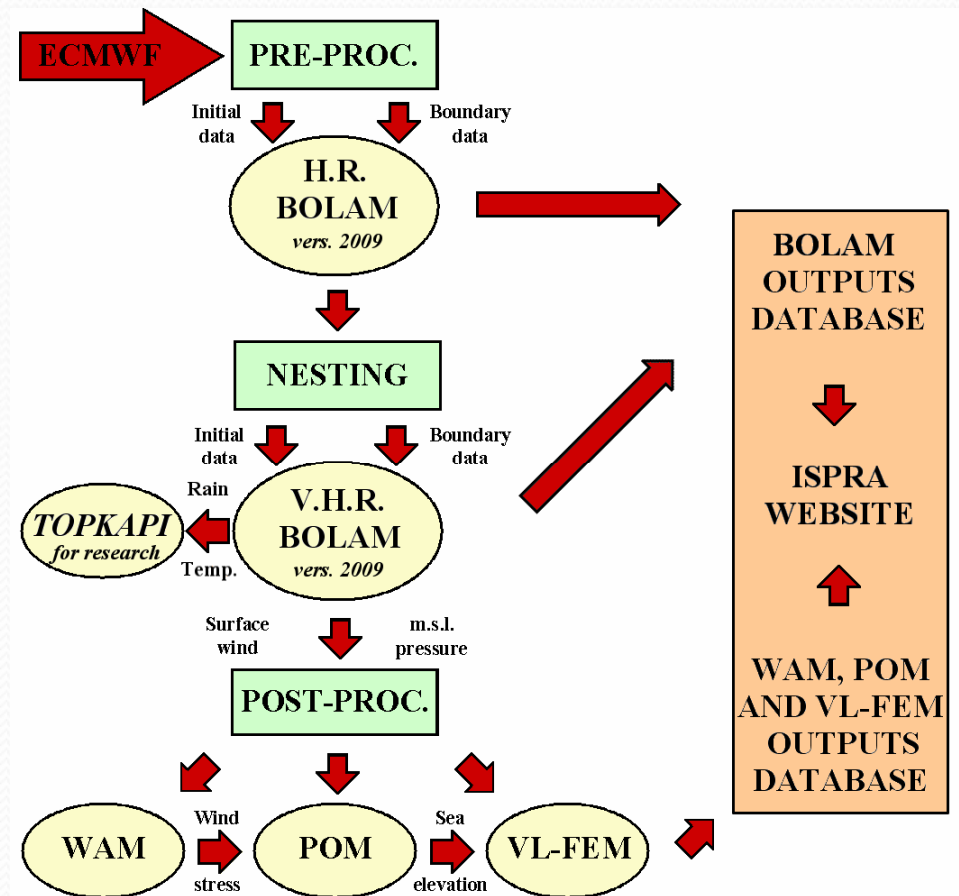 ECMWF
PRE-PROC.
Initial
data
Boundary
data
H.R.
BOLAM
vers. 2009
NESTING
Initial
data
Boundary
data
Rain
TOPKAPI
for research
Temp.
V.H.R.
BOLAM
vers. 2009
Surface
wind
m.s.l.
pressure
POST-PROC.
WAM
Wind
stress
POM
Sea
elevation
VL-FEM
BOLAM
OUTPUTS
DATABASE
ISPRA
WEBSITE
WAM, POM
AND VL-FEM
OUTPUTS
DATABASE